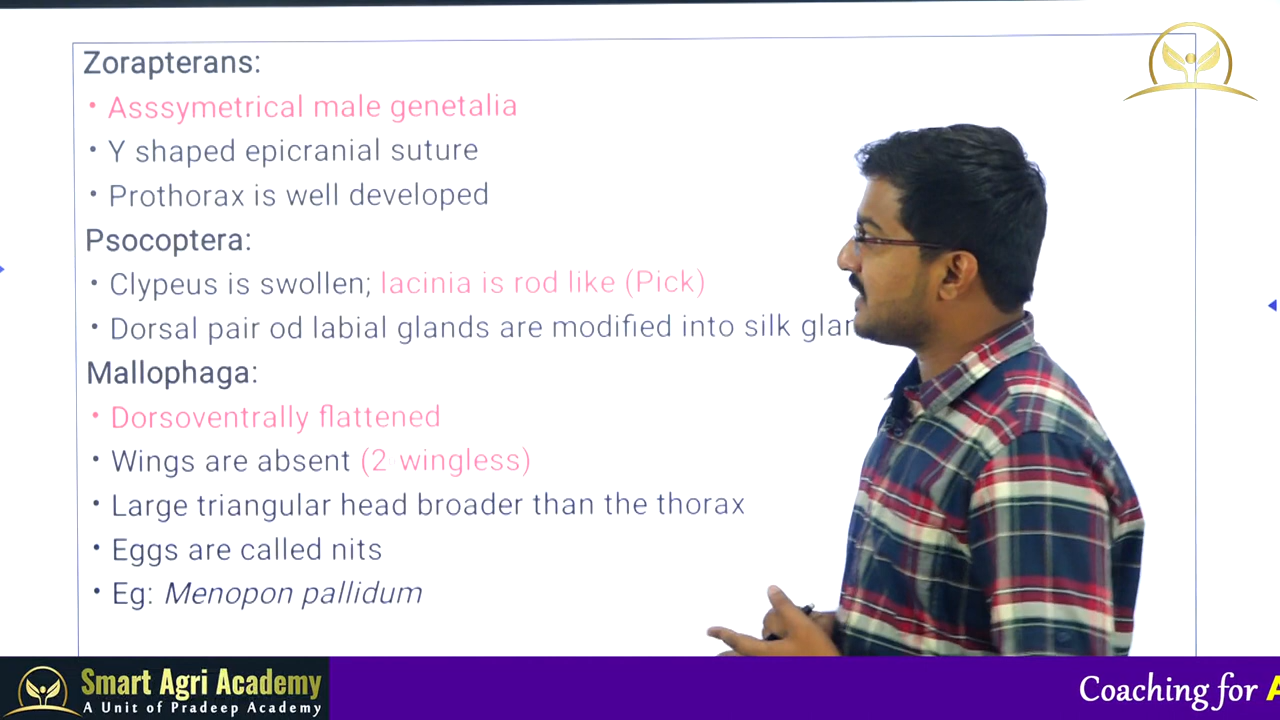 Zorapterans:
• Asssymetrical male genetalia
• Y shaped epicranial suture
• Prothorax is well developed
Psocoptera:
• Clypeus is swollen; lacinia is rod like (Pick)
• Dorsal pair od labial glands are modified into silk
Mallophaga:
• Dorsoventrally flattened
• Wings are absent (2 wingless)
• Large triangular head broader than the thorax
• Eggs are called nits
• Eg: Menopon pallidum
Smart Agri Academy
A Unit of Pradeep Academy
Coaching for